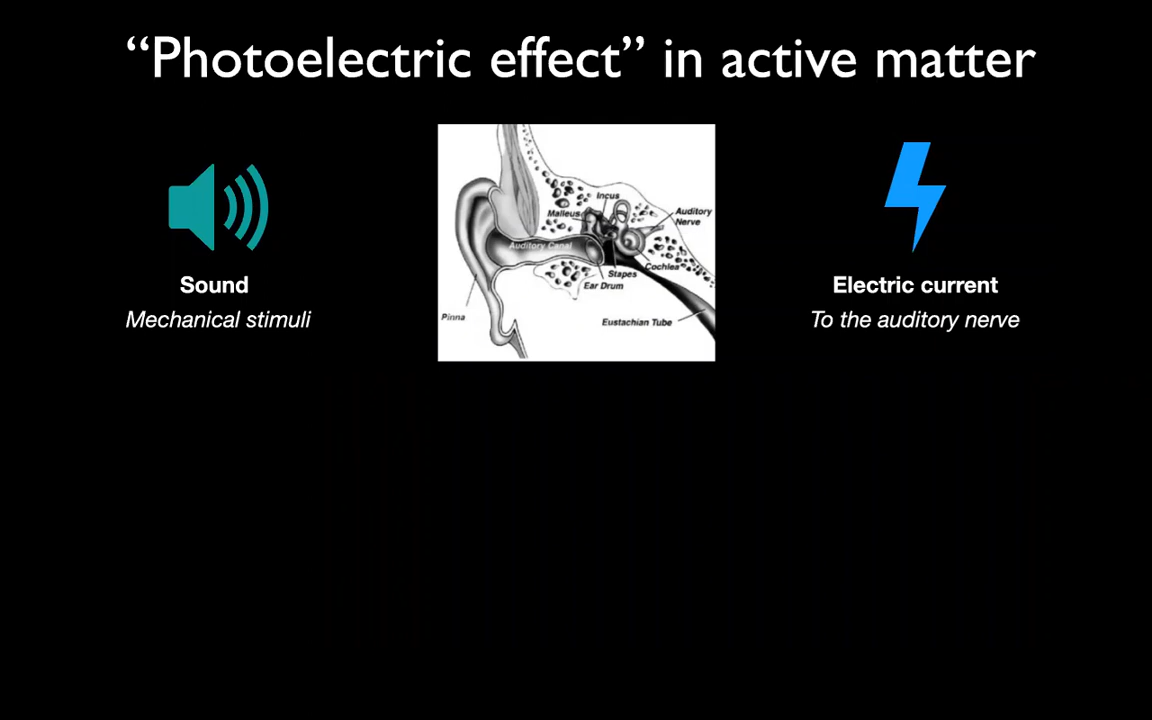 “Photoelectric effect” in active matter
Sound
Mechanical stimuli
Incus
Malleus
Auditory
Nerve
Auditory Canal
Cochlea
Stapes
Ear Drum
Pinna
Eustachian Tube
Electric current
To the auditory nerve